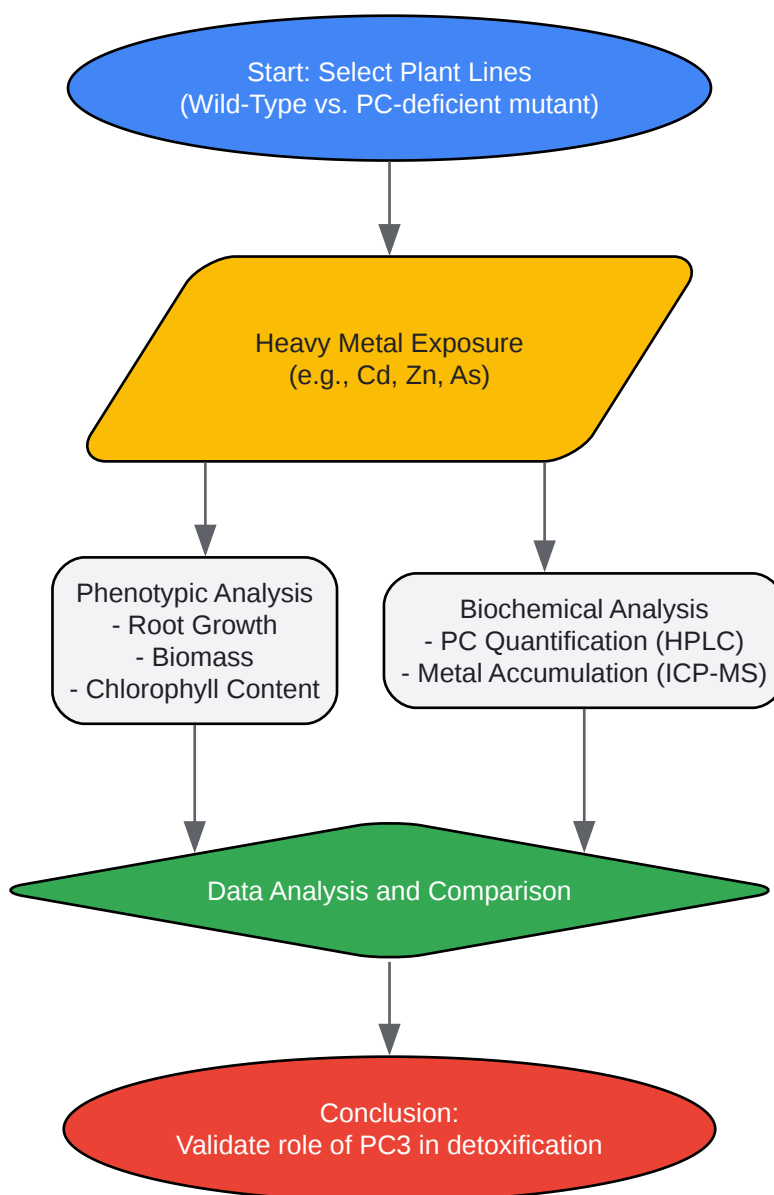 Start: Select Plant Lines
(Wild-Type vs. PC-deficient mutant)
Heavy Metal Exposure
(e.g., Cd, Zn, As)
Phenotypic Analysis
- Root Growth
- Biomass
- Chlorophyll Content
Biochemical Analysis
- PC Quantification (HPLC)
- Metal Accumulation (ICP-MS)
Data Analysis and Comparison
Conclusion:
Validate role of PC3 in detoxification